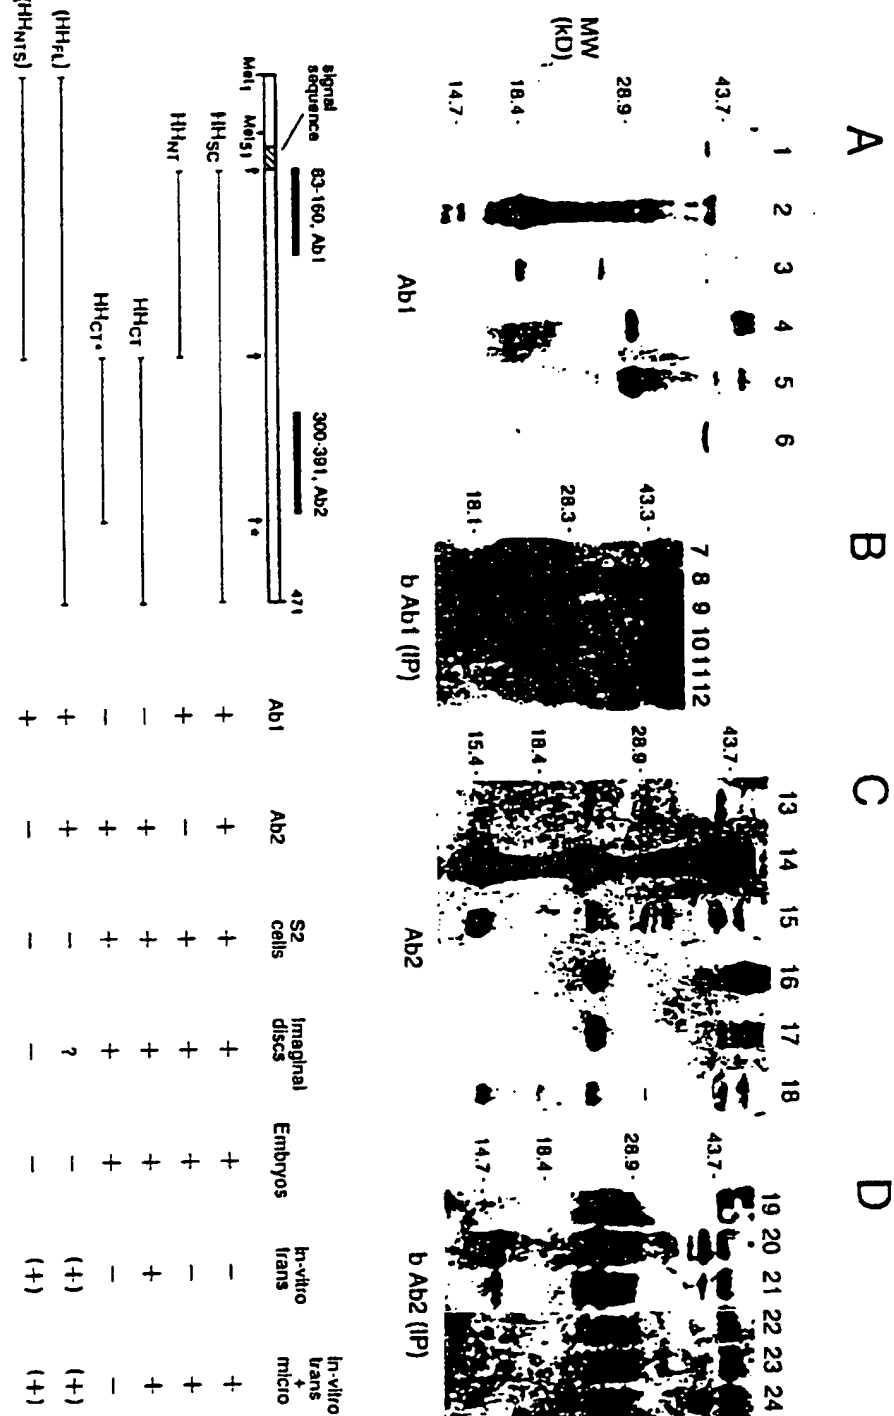 A
B
C
D
MW
(kD)
43.7 -
28.9 -
18.4 -
14.7 -
1 2 3 4 5 6
Ab1
43.3 -
28.3 -
18.1 -
7 8 9 10 11 12
b Ab1 (IP)
43.7 -
28.9 -
18.4 -
15.4 -
13 14 15 16 17 18
Ab2
43.7 -
28.9 -
18.4 -
14.7 -
19 20 21 22 23 24
b Ab2 (IP)
signal
sequence
83-160, Ab1
300-391, Ab2
Met1
Met51
*
471
Ab1
Ab2
S2
cells
Imaginal
discs
Embryos
In-vitro
trans
In-vitro
trans
+
micro
HHSC + + + + + − +
HHNT + − + + + − +
HHCT − + + + + + +
HHCT* − + + + + − −
(HHFL) + + − ? − (+) (+)
(HHNTS) + − − − − (+) (+)